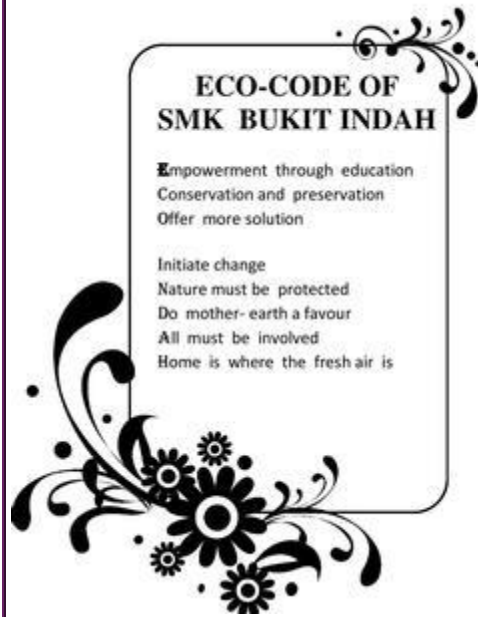 ECO-CODE OF
SMK BUKIT INDAH
Empowerment through education
Conservation and preservation
Offer more solution
Initiate change
Nature must be protected
Do mother- earth a favour
All must be involved
Home is where the fresh air is